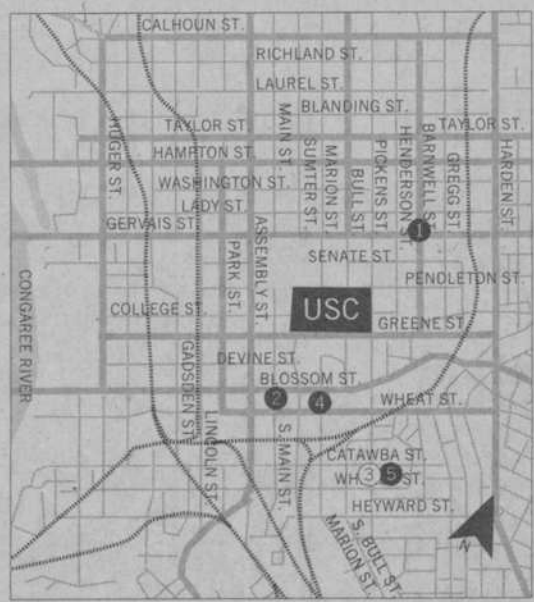 CALHOUN ST.
RICHLAND ST.
LAUREL ST.
BLANDING ST.
TAYLOR ST.
TAYLOR ST.
HAMPTON ST.
WASHINGTON ST.
LADY ST.
GERVAIS ST.
HUGER ST.
MAIN ST.
SUMTER ST.
MARION ST.
BULL ST.
PICKENS ST.
HENDERSON ST.
BARNWELL ST.
GREGG ST.
HARDEN ST.
1
SENATE ST.
PENDLETON ST.
CONGAREE RIVER
PARK ST.
ASSEMBLY ST.
COLLEGE ST.
USC
GREENE ST.
GADSDEN ST.
LINCOLN ST.
DEVINE ST.
BLOSSOM ST.
2
4
WHEAT ST.
S. MAIN ST.
CATAWBA ST.
3
5
ST.
HEYWARD ST.
S. BULL ST.
MARION ST.
N